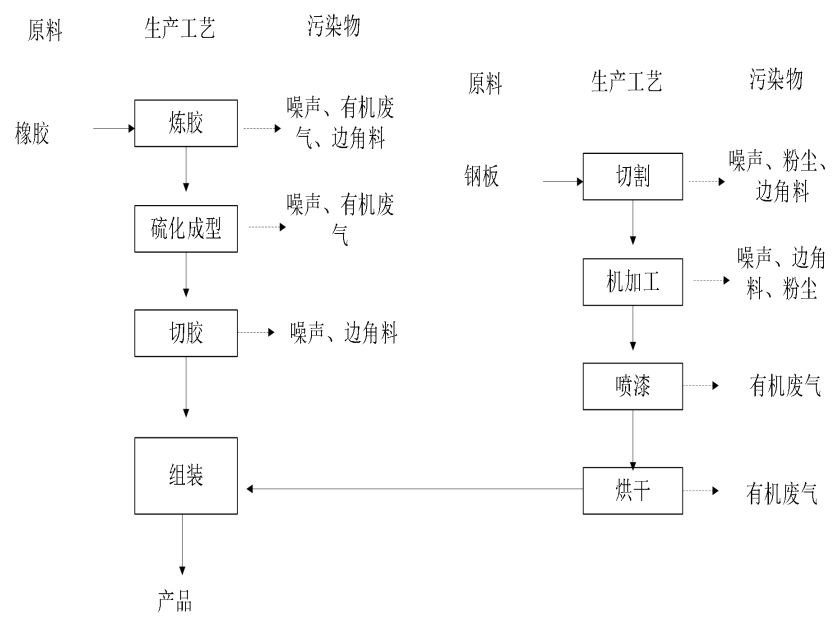 原料
生产工艺
污染物
橡胶
炼胶
噪声、有机废
气、边角料
硫化成型
噪声、有机废
气
切胶
噪声、边角料
组装
产品
原料
生产工艺
污染物
钢板
切割
噪声、粉尘、
边角料
机加工
噪声、边角
料、粉尘
喷漆
有机废气
烘干
有机废气